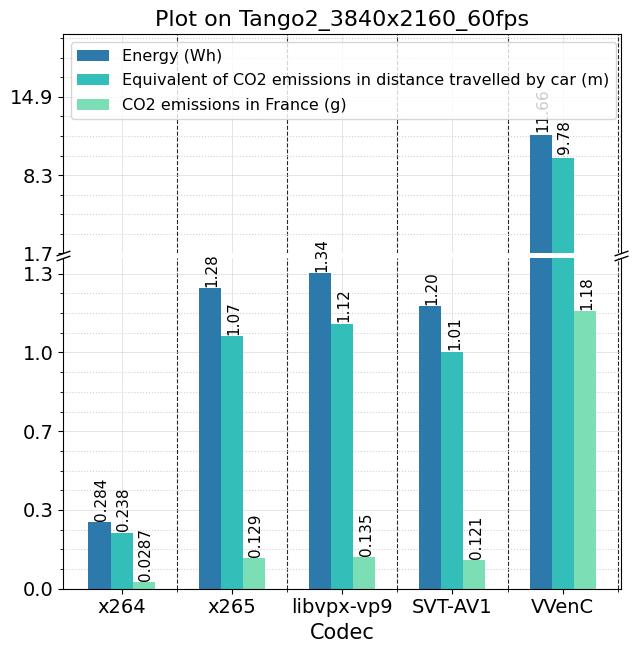 Plot on Tango2_3840x2160_60fps
Energy (Wh)
Equivalent of CO2 emissions in distance travelled by car (m)
CO2 emissions in France (g)
14.9
8.3
1.7
1.3
1.0
0.7
0.3
0.0
0.284
0.238
0.0287
1.28
1.07
0.129
1.34
1.12
0.135
1.20
1.01
0.121
11.66
9.78
1.18
x264
x265
libvpx-vp9
SVT-AV1
VVenC
Codec